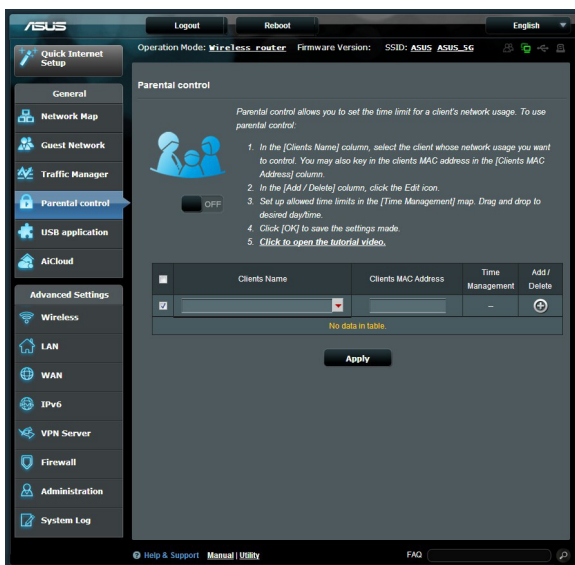 ASUS
Logout
Reboot
English
Quick Internet
Setup
Operation Mode: Wireless router Firmware Version: SSID: ASUS ASUS_5G
General
Network Map
Guest Network
Traffic Manager
Parental control
USB application
AiCloud
Advanced Settings
Wireless
LAN
WAN
IPv6
VPN Server
Firewall
Administration
System Log
Parental control
Parental control allows you to set the time limit for a client's network usage. To use
parental control:
1. In the [Clients Name] column, select the client whose network usage you want
to control. You may also key in the clients MAC address in the [Clients MAC
Address] column.
2. In the [Add / Delete] column, click the Edit icon.
3. Set up allowed time limits in the [Time Management] map. Drag and drop to
desired day/time.
4. Click [OK] to save the settings made.
5. Click to open the tutorial video.
OFF
Clients Name
Clients MAC Address
Time
Management
Add /
Delete
--
No data in table.
Apply
Help & Support Manual | Utility
FAQ